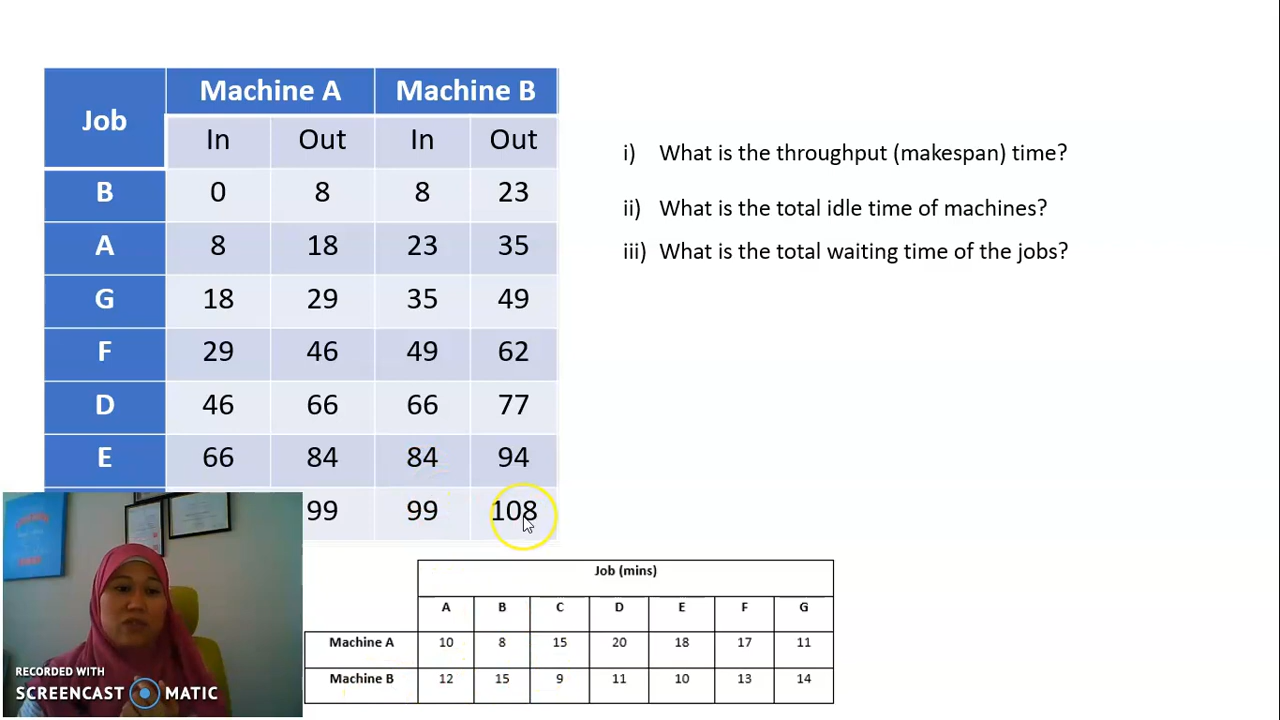 Job Machine A Machine B
In Out In Out
B 0 8 8 23
A 8 18 23 35
G 18 29 35 49
F 29 46 49 62
D 46 66 66 77
E 66 84 84 94
99 99 108
i) What is the throughput (makespan) time?
ii) What is the total idle time of machines?
iii) What is the total waiting time of the jobs?
Job (mins)
A B C D E F G
Machine A 10 8 15 20 18 17 11
Machine B 12 15 9 11 10 13 14
RECORDED WITH
SCREENCAST MATIC